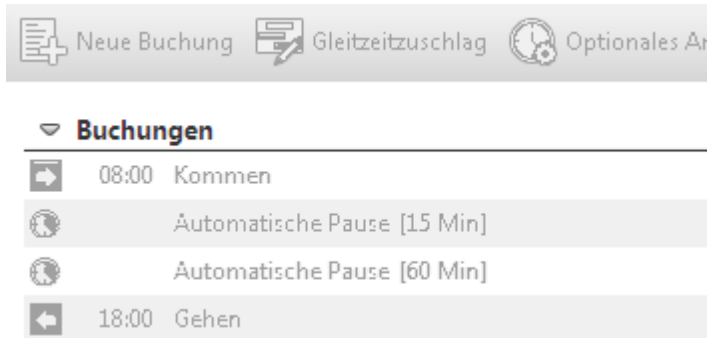 Neue Buchung Gleitzeitzuschlag Optionales
Buchungen
08:00 Kommen
Automatische Pause [15 Min]
Automatische Pause [60 Min]
18:00 Gehen